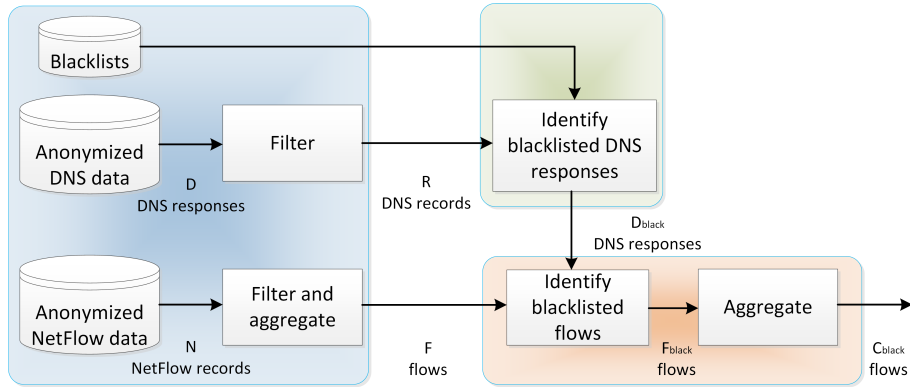 Blacklists
Anonymized
DNS data
Filter
Identify
blacklisted DNS
responses
D
DNS responses
R
DNS records
Dblack
DNS responses
Anonymized
NetFlow data
Filter and
aggregate
Identify
blacklisted
flows
Aggregate
N
NetFlow records
F
flows
Fblack
flows
Cblack
flows